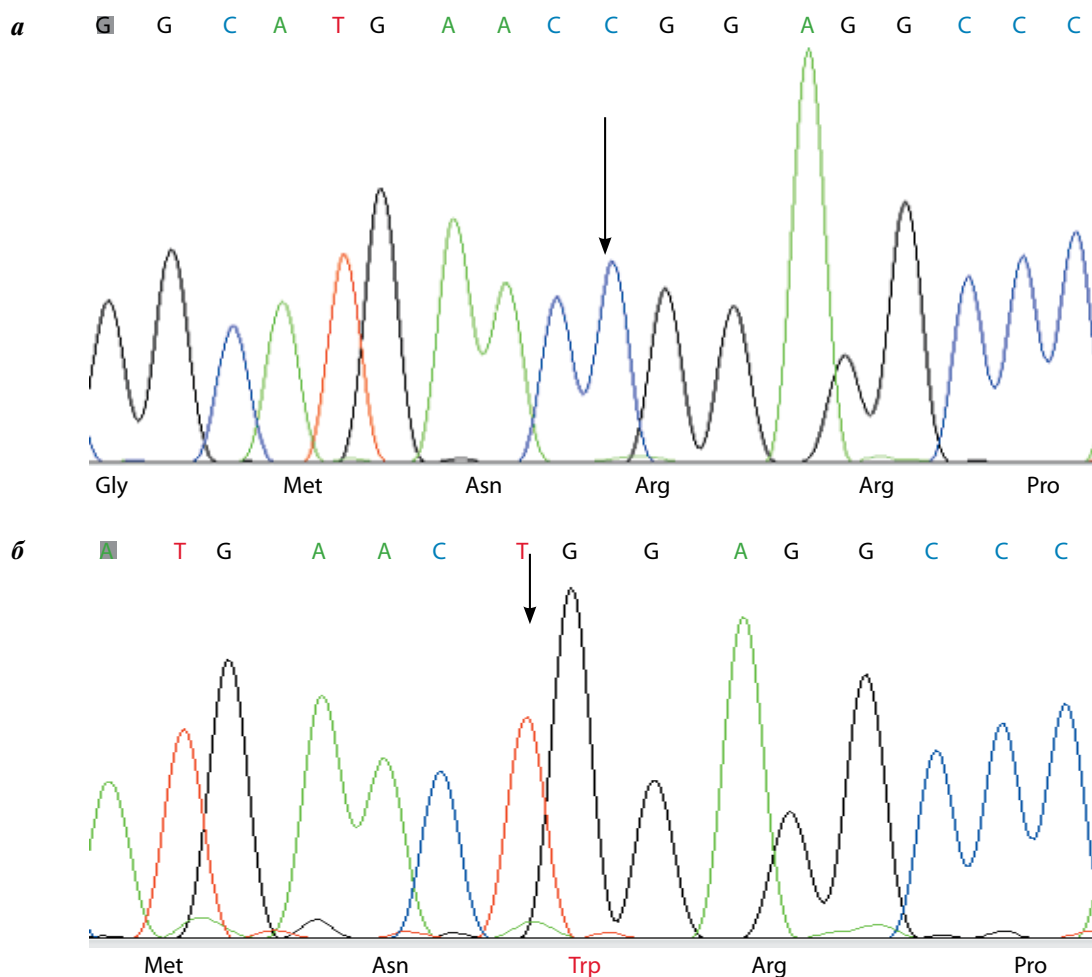 а G G C A T G A A C C G G A G G C C C
Gly Met Asn Arg Arg Pro
б A T G A A C T G G A G G C C C
Met Asn Trp Arg Pro